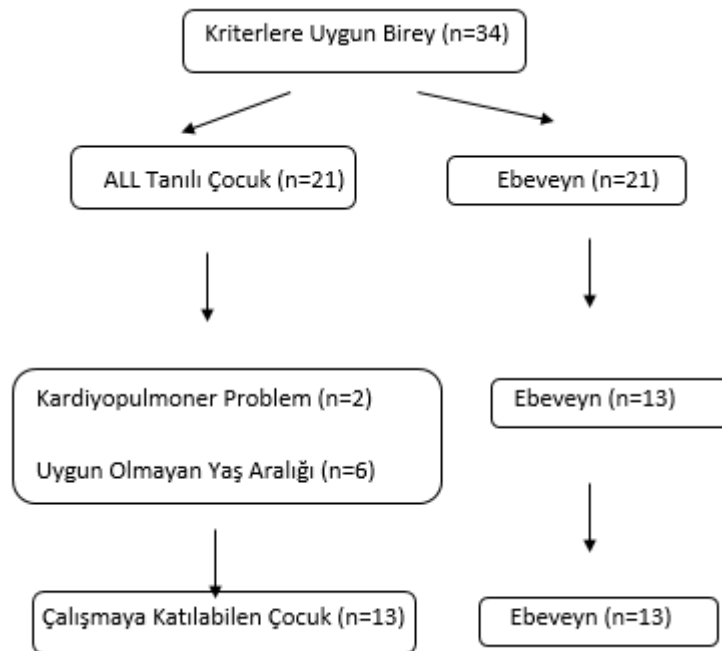 Kriterlere Uygun Birey (n=34)
ALL Tanılı Çocuk (n=21)
Ebeveyn (n=21)
Kardiyopulmoner Problem (n=2)
Uygun Olmayan Yaş Aralığı (n=6)
Ebeveyn (n=13)
Çalışmaya Katılabilen Çocuk (n=13)
Ebeveyn (n=13)